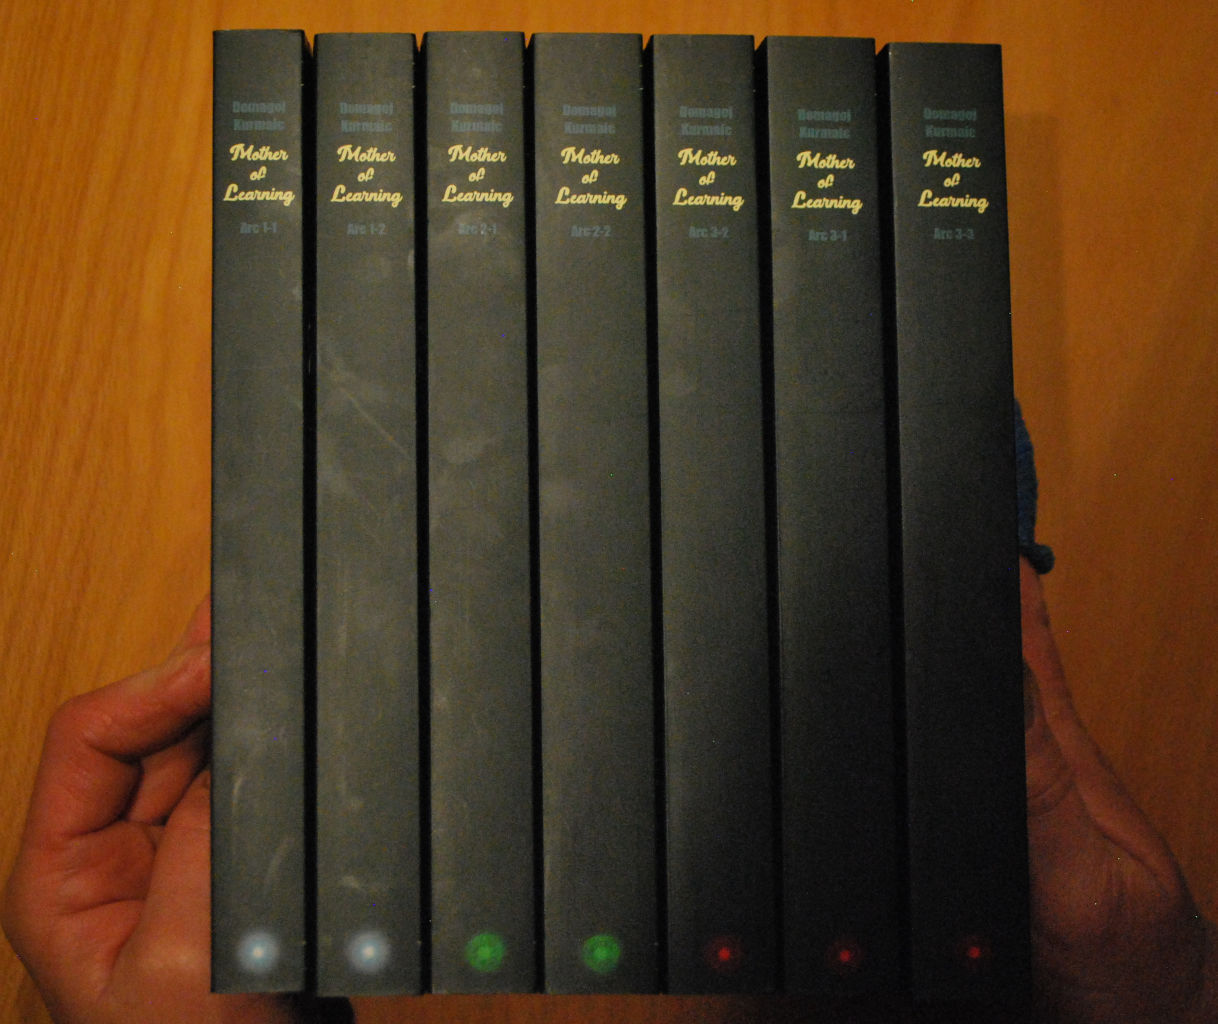 Domagoj
Kurmaic
Mother
of
Learning
Arc 1-1
Domagoj
Kurmaic
Mother
of
Learning
Arc 1-2
Domagoj
Kurmaic
Mother
of
Learning
Arc 2-1
Domagoj
Kurmaic
Mother
of
Learning
Arc 2-2
Domagoj
Kurmaic
Mother
of
Learning
Arc 3-2
Domagoj
Kurmaic
Mother
of
Learning
Arc 3-1
Domagoj
Kurmaic
Mother
of
Learning
Arc 3-3